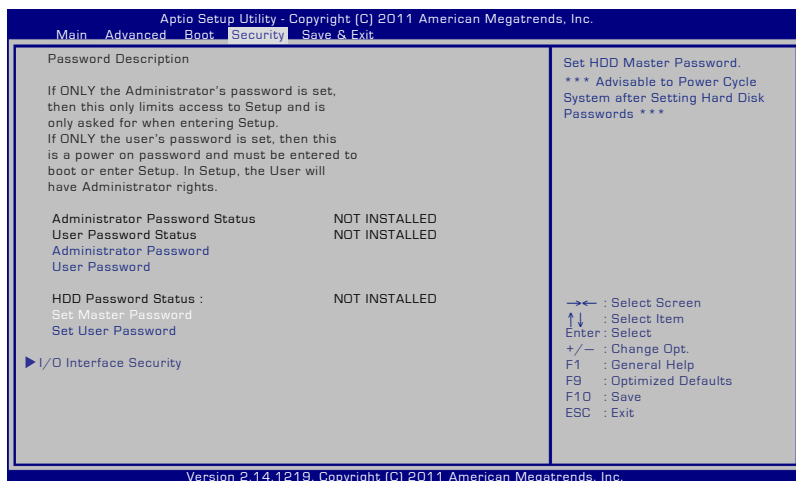 Aptio Setup Utility - Copyright (C) 2011 American Megatrends, Inc.
Main Advanced Boot Security Save & Exit
Password Description
If ONLY the Administrator's password is set,
then this only limits access to Setup and is
only asked for when entering Setup.
If ONLY the user's password is set, then this
is a power on password and must be entered to
boot or enter Setup. In Setup, the User will
have Administrator rights.
Administrator Password Status NOT INSTALLED
User Password Status NOT INSTALLED
Administrator Password
User Password
HDD Password Status : NOT INSTALLED
Set Master Password
Set User Password
I/O Interface Security
Set HDD Master Password.
*** Advisable to Power Cycle
System after Setting Hard Disk
Passwords ***
→← : Select Screen
↑↓ : Select Item
Enter: Select
+/— : Change Opt.
F1 : General Help
F9 : Optimized Defaults
F10 : Save
ESC : Exit
Version 2.14.1219. Copyright (C) 2011 American Megatrends, Inc.